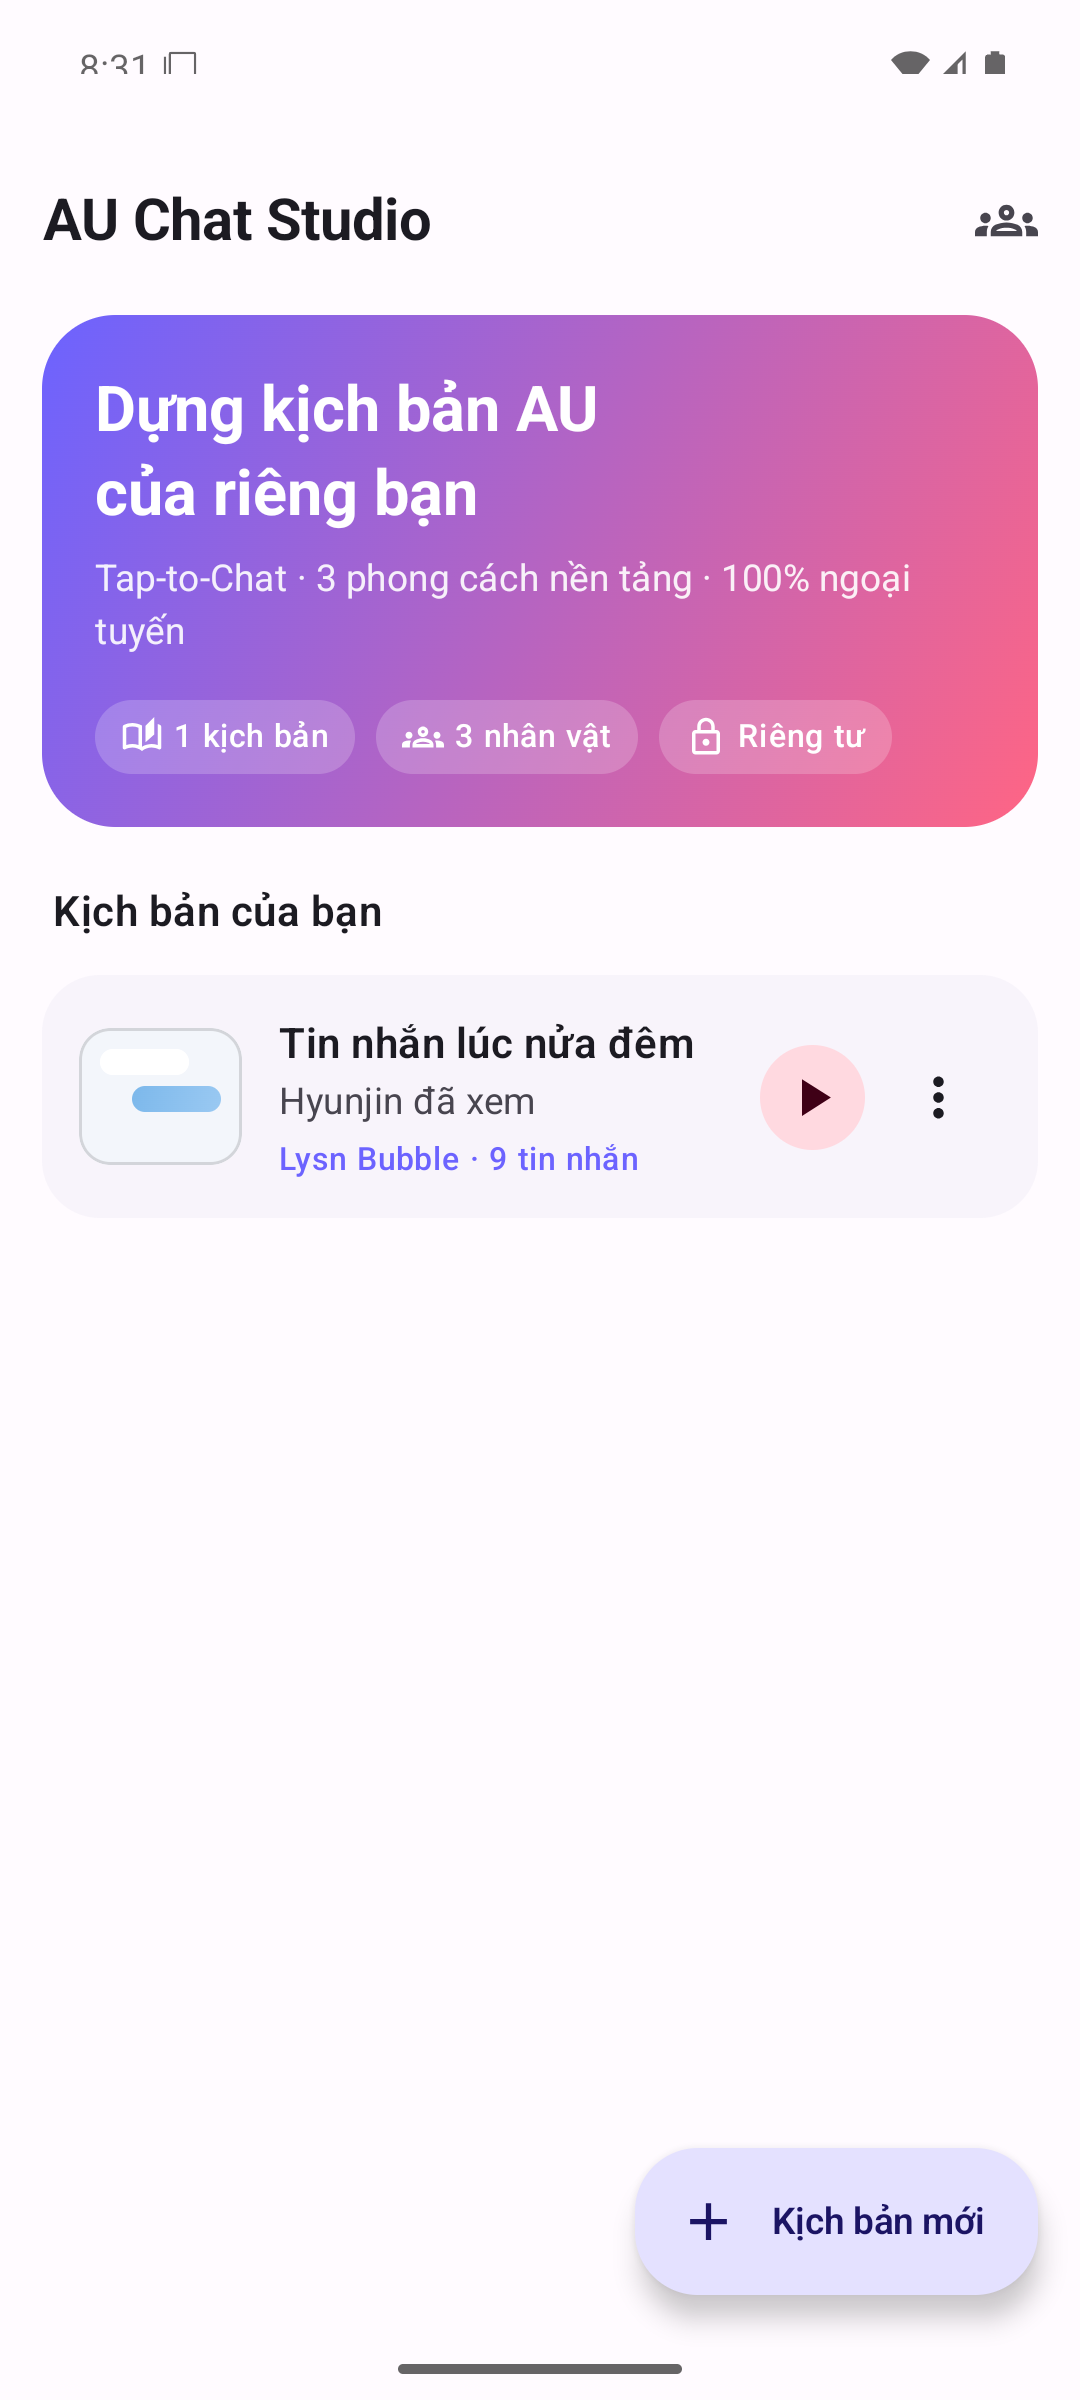 8:31
AU Chat Studio
Dựng kịch bản AU
của riêng bạn
Tap-to-Chat · 3 phong cách nền tảng · 100% ngoại
tuyến
1 kịch bản
3 nhân vật
Riêng tư
Kịch bản của bạn
Tin nhắn lúc nửa đêm
Hyunjin đã xem
Lysn Bubble · 9 tin nhắn
Kịch bản mới